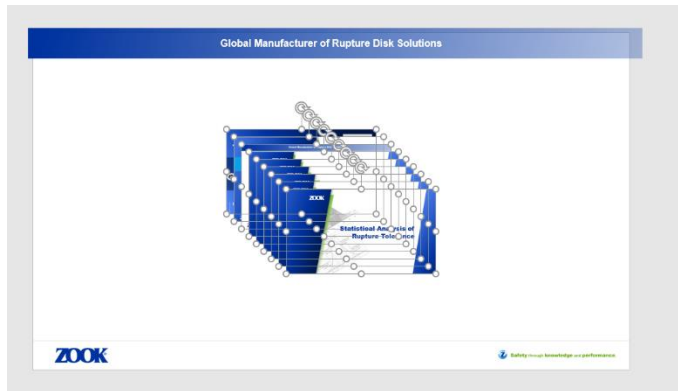 Global Manufacturer of Rupture Disk Solutions
ZOOK
Statistical Analysis of
Rupture Tolerance
ZOOK
Safety through knowledge and performance.